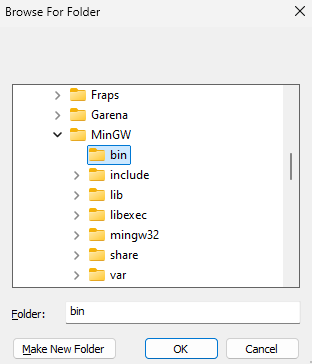 Browse For Folder
Fraps
Garena
MinGW
bin
include
lib
libexec
mingw32
share
var
Folder: bin
Make New Folder OK Cancel